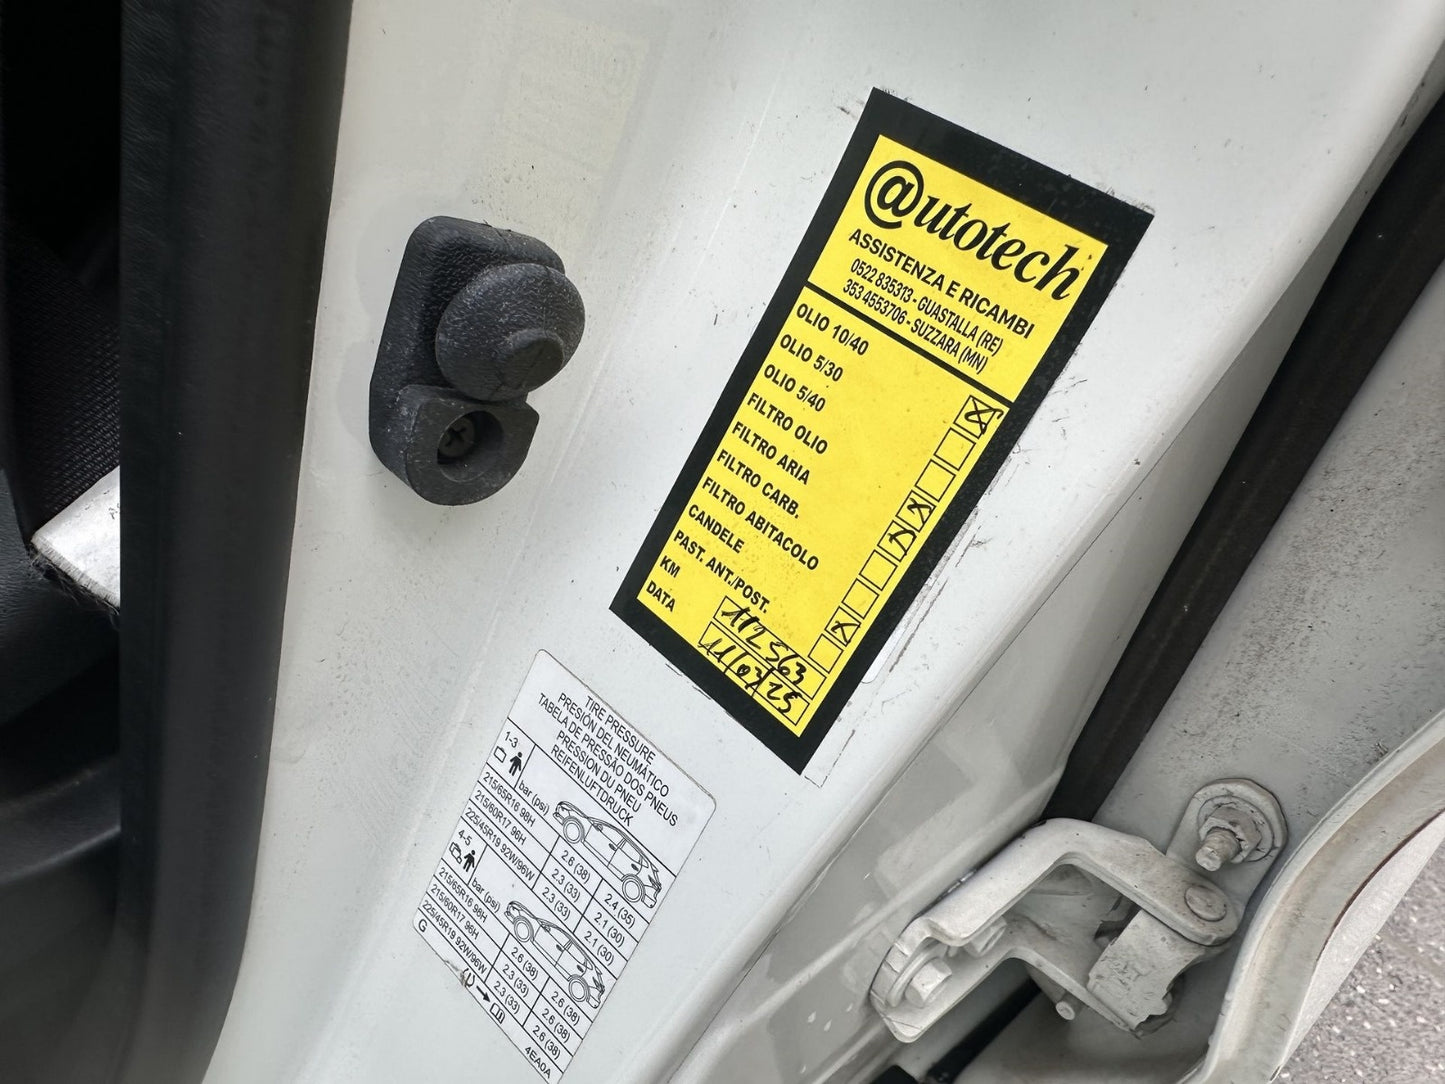 @utotech
ASSISTENZA E RICAMBI
0522 835313 - GUASTALLA (RE)
353 4553706 - SUZZARA (MN)
OLIO 10/40
OLIO 5/30
OLIO 5/40
FILTRO OLIO
FILTRO ARIA
FILTRO CARB.
FILTRO ABITACOLO
CANDELE
PAST. ANT./POST.
KM 112563
DATA 11/03/25
TIRE PRESSURE
PRESIÓN DEL NEUMÁTICO
TABELA DE PRESSÃO DOS PNEUS
PRESSION DU PNEU
REIFENLUFTDRUCK
1-3 bar (psi)
215/65R16 98H 2.6 (38) 2.4 (35)
215/60R17 96H 2.3 (33) 2.1 (30)
225/45R19 92W/96W 2.3 (33) 2.1 (30)
4-5 bar (psi)
215/65R16 98H 2.6 (38) 2.6 (38)
215/60R17 96H 2.3 (33) 2.6 (38)
225/45R19 92W/96W 2.3 (33) 2.6 (38)
G
4EA0A